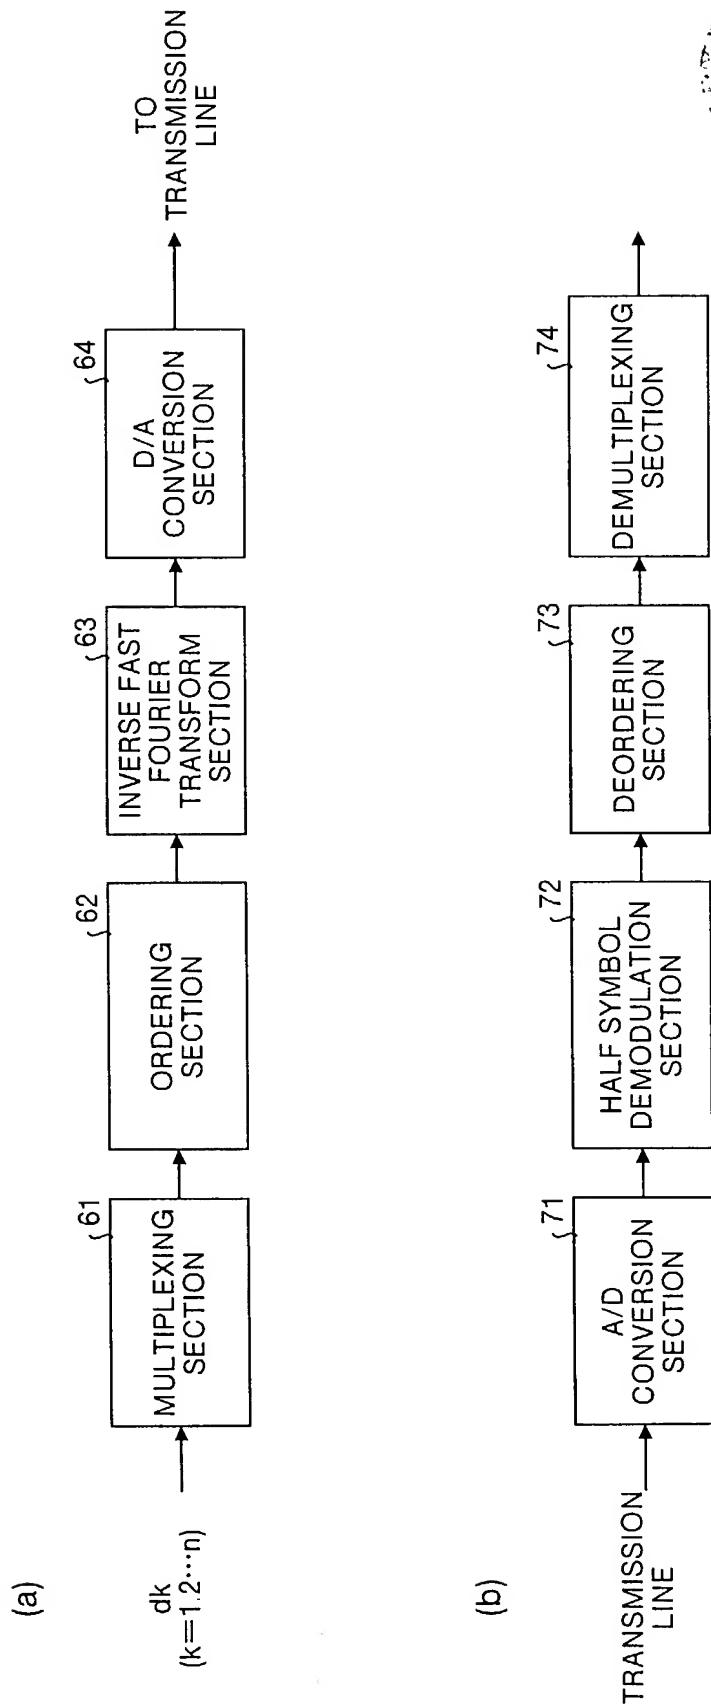 (a)
dk
(k=1.2···n)
61
MULTIPLEXING
SECTION
62
ORDERING
SECTION
63
INVERSE FAST
FOURIER
TRANSFORM
SECTION
64
D/A
CONVERSION
SECTION
TO
TRANSMISSION
LINE
(b)
TRANSMISSION
LINE
71
A/D
CONVERSION
SECTION
72
HALF SYMBOL
DEMODULATION
SECTION
73
DEORDERING
SECTION
74
DEMULTIPLEXING
SECTION